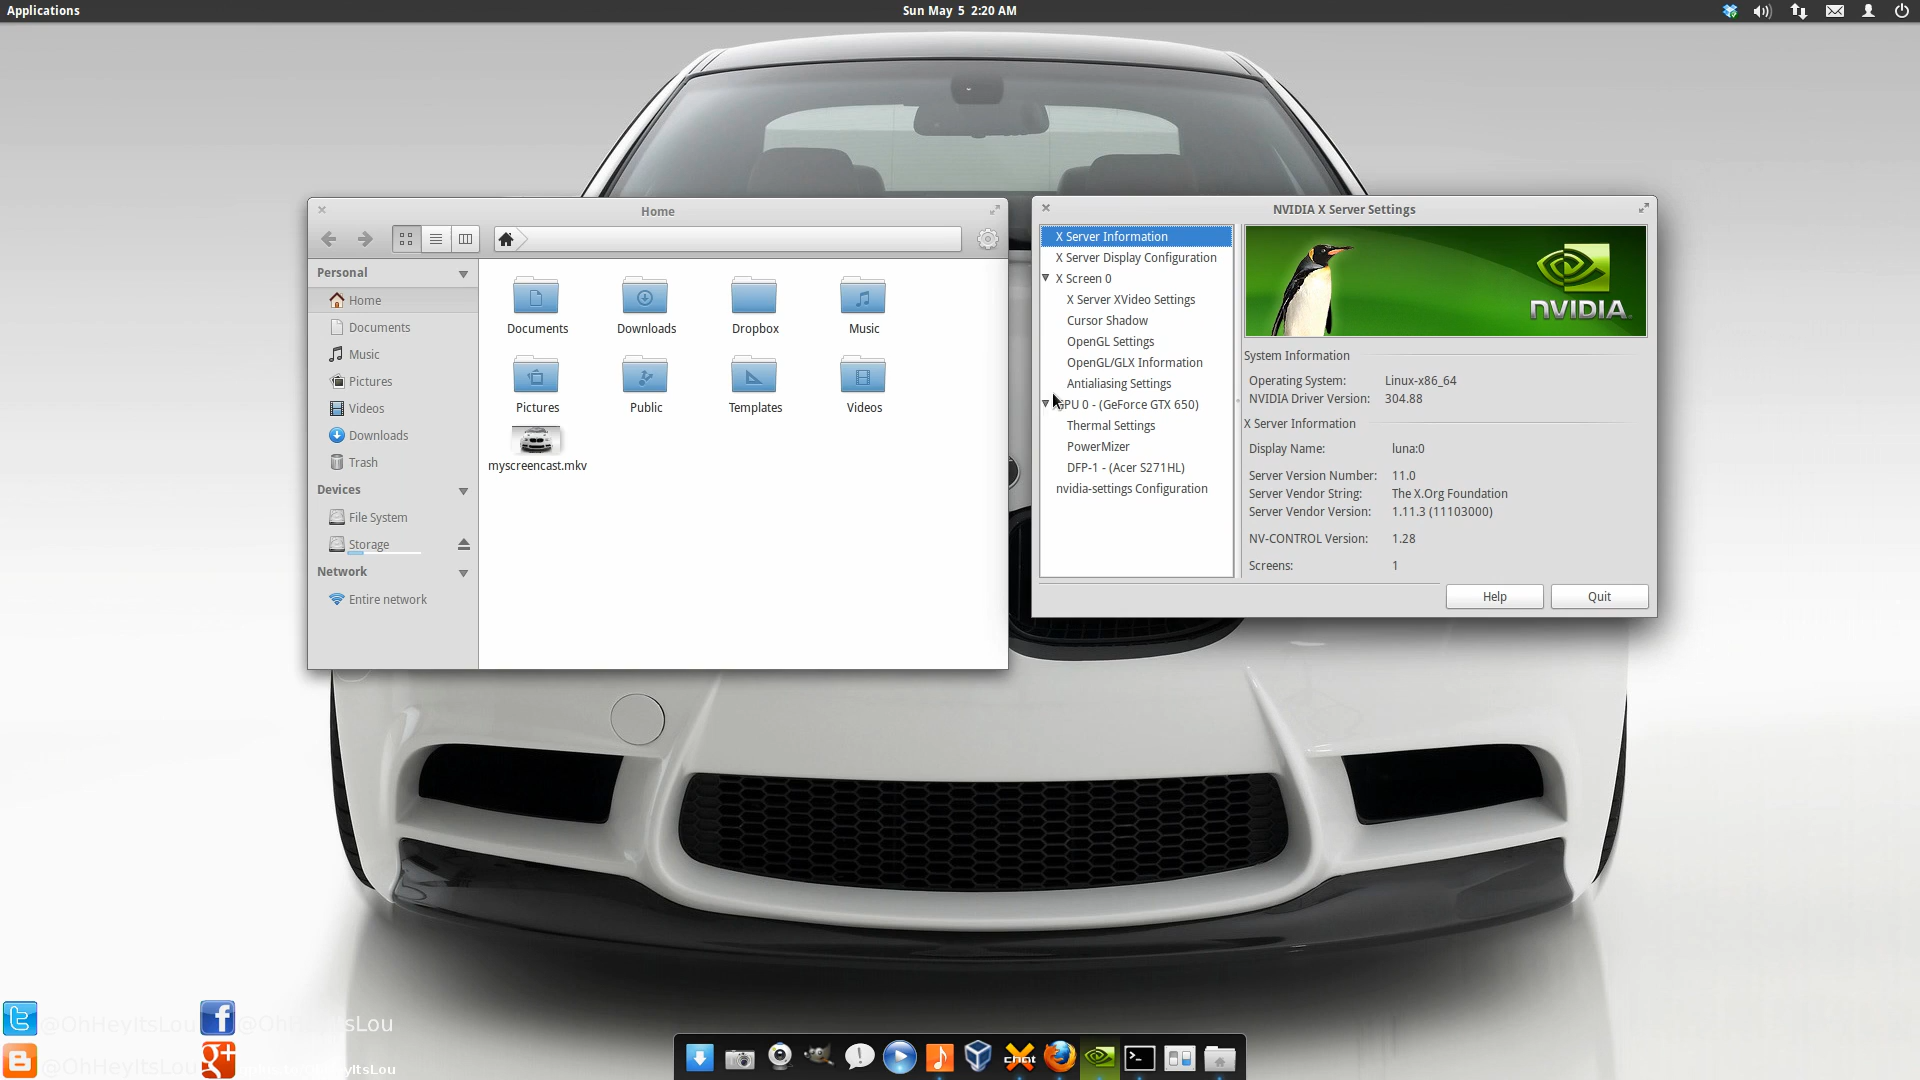 Applications
Sun May 5 2:20 AM
Home
Personal
Home
Documents
Music
Pictures
Videos
Downloads
Trash
Devices
File System
Storage
Network
Entire network
Documents
Downloads
Dropbox
Music
Pictures
Public
Templates
Videos
myscreencast.mkv
NVIDIA X Server Settings
X Server Information
X Server Display Configuration
X Screen 0
X Server XVideo Settings
Cursor Shadow
OpenGL Settings
OpenGL/GLX Information
Antialiasing Settings
GPU 0 - (GeForce GTX 650)
Thermal Settings
PowerMizer
DFP-1 - (Acer S271HL)
nvidia-settings Configuration
NVIDIA.
System Information
Operating System: Linux-x86_64
NVIDIA Driver Version: 304.88
X Server Information
Display Name: luna:0
Server Version Number: 11.0
Server Vendor String: The X.Org Foundation
Server Vendor Version: 1.11.3 (11103000)
NV-CONTROL Version: 1.28
Screens: 1
Help
Quit
@OhHeyItsLou
@OhHeyItsLou
@OhHeyItsLou
chat